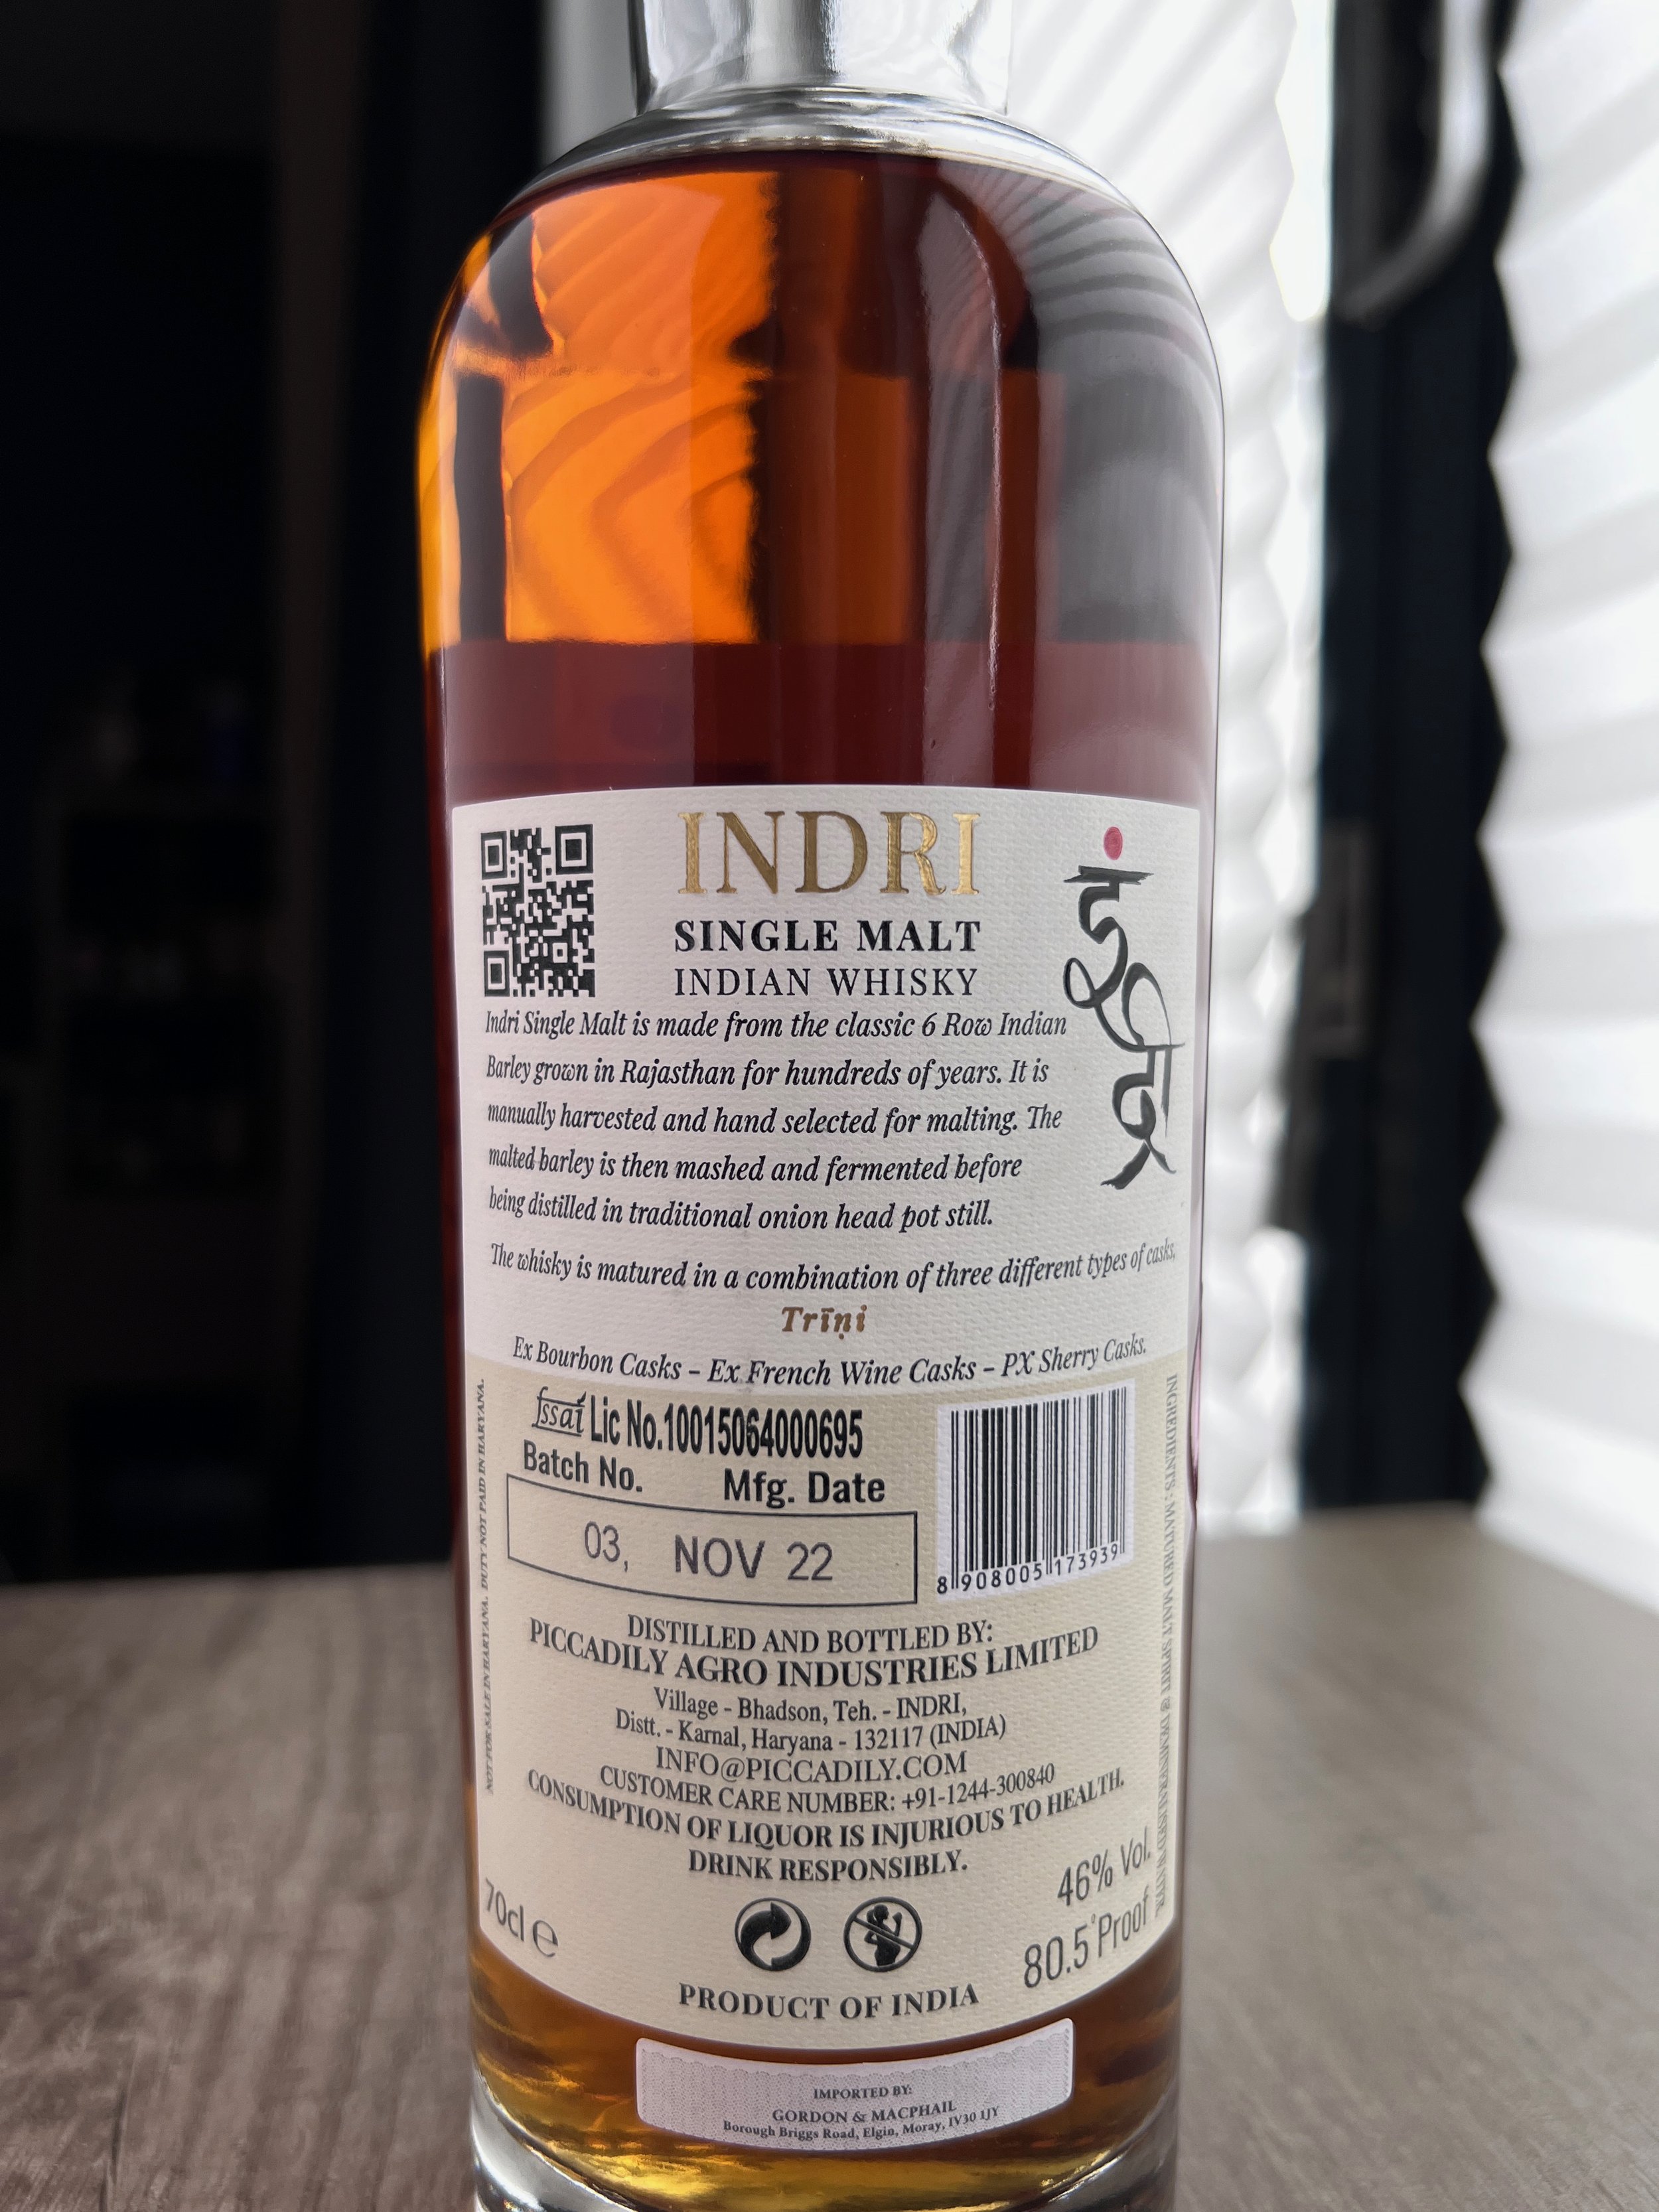 INDRI
SINGLE MALT
INDIAN WHISKY
इंद्री
Indri Single Malt is made from the classic 6 Row Indian
Barley grown in Rajasthan for hundreds of years. It is
manually harvested and hand selected for malting. The
malted barley is then mashed and fermented before
being distilled in traditional onion head pot still.
The whisky is matured in a combination of three different types of casks.
Trīṇi
Ex Bourbon Casks – Ex French Wine Casks – PX Sherry Casks.
fssai Lic No.10015064000695
Batch No. Mfg. Date
03, NOV 22
8 908005 173939
DISTILLED AND BOTTLED BY:
PICCADILY AGRO INDUSTRIES LIMITED
Village - Bhadson, Teh. - INDRI,
Distt. - Karnal, Haryana - 132117 (INDIA)
INFO@PICCADILY.COM
CUSTOMER CARE NUMBER: +91-1244-300840
CONSUMPTION OF LIQUOR IS INJURIOUS TO HEALTH.
DRINK RESPONSIBLY.
70cl e
46% Vol.
80.5°Proof
PRODUCT OF INDIA
NOT FOR SALE IN HARYANA. DUTY NOT PAID IN HARYANA.
INGREDIENTS : MATURED MALT SPIRIT &
IMPORTED BY:
GORDON & MACPHAIL
Borough Briggs Road, Elgin, Moray, IV30 1JY